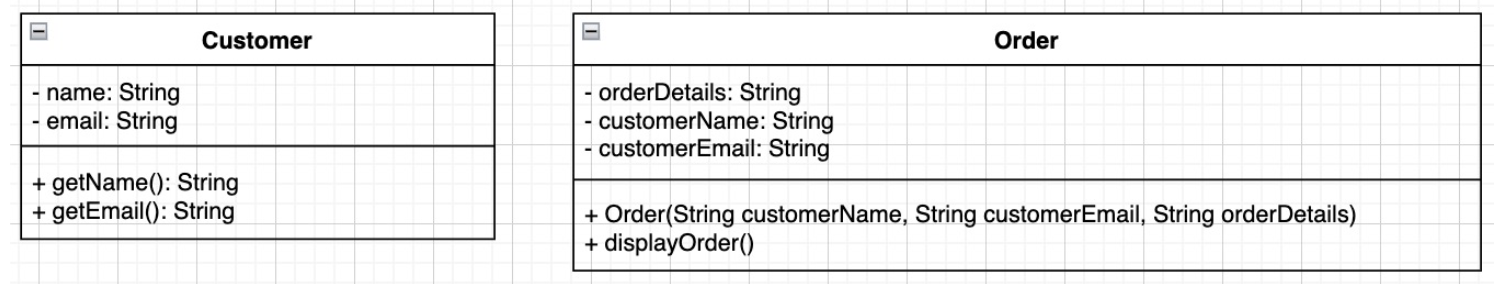 Customer
- name: String
- email: String
+ getName(): String
+ getEmail(): String
Order
- orderDetails: String
- customerName: String
- customerEmail: String
+ Order(String customerName, String customerEmail, String orderDetails)
+ displayOrder()